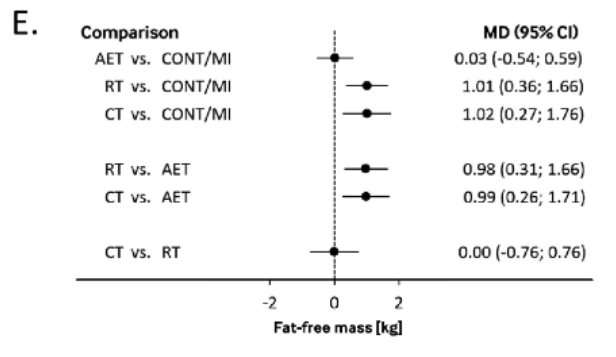 E.
Comparison MD (95% CI)
AET vs. CONT/MI 0.03 (-0.54; 0.59)
RT vs. CONT/MI 1.01 (0.36; 1.66)
CT vs. CONT/MI 1.02 (0.27; 1.76)
RT vs. AET 0.98 (0.31; 1.66)
CT vs. AET 0.99 (0.26; 1.71)
CT vs. RT 0.00 (-0.76; 0.76)
-2 0 2
Fat-free mass [kg]